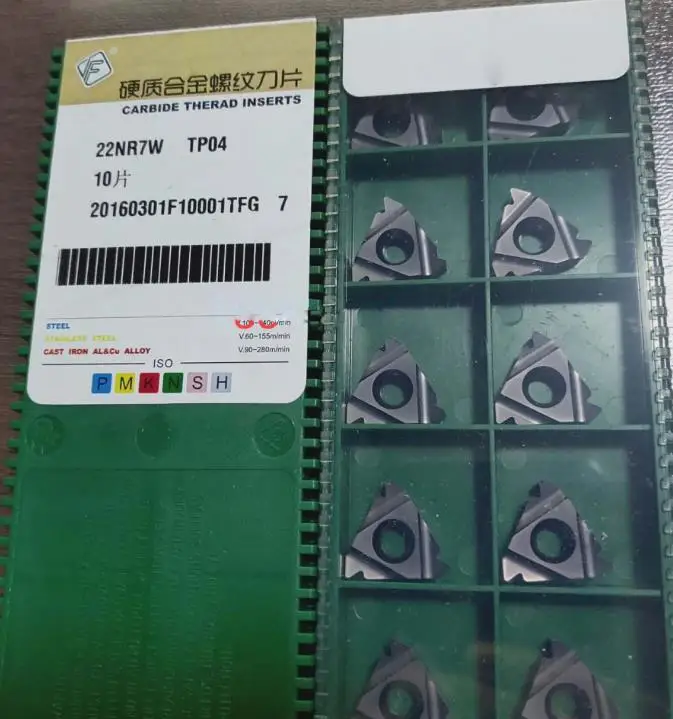 硬质合金螺纹刀片
CARBIDE THERAD INSERTS
22NR7W TP04
10片
20160301F10001TFG 7
STEEL
STAINLESS STEEL V.60~155m/min
CAST IRON AL&Cu ALLOY V.90~280m/min
ISO
P M K N S H